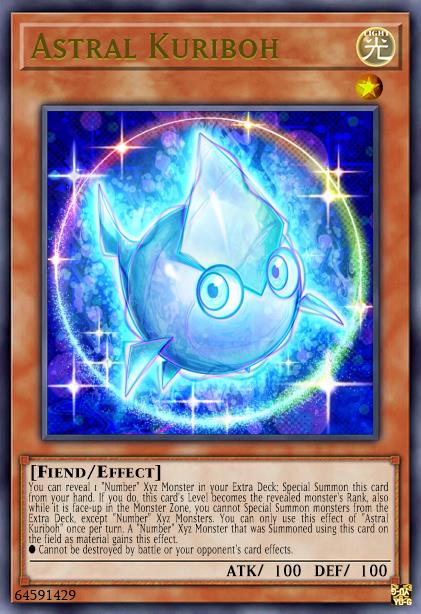 Astral Kuriboh
LIGHT
光
[Fiend/Effect]
You can reveal 1 "Number" Xyz Monster in your Extra Deck; Special Summon this card
from your hand. If you do, this card's Level becomes the revealed monster's Rank, also
while it is face-up in the Monster Zone, you cannot Special Summon monsters from the
Extra Deck, except "Number" Xyz Monsters. You can only use this effect of "Astral
Kuriboh" once per turn. A "Number" Xyz Monster that was Summoned using this card on
the field as material gains this effect.
● Cannot be destroyed by battle or your opponent's card effects.
ATK/ 100 DEF/ 100
64591429